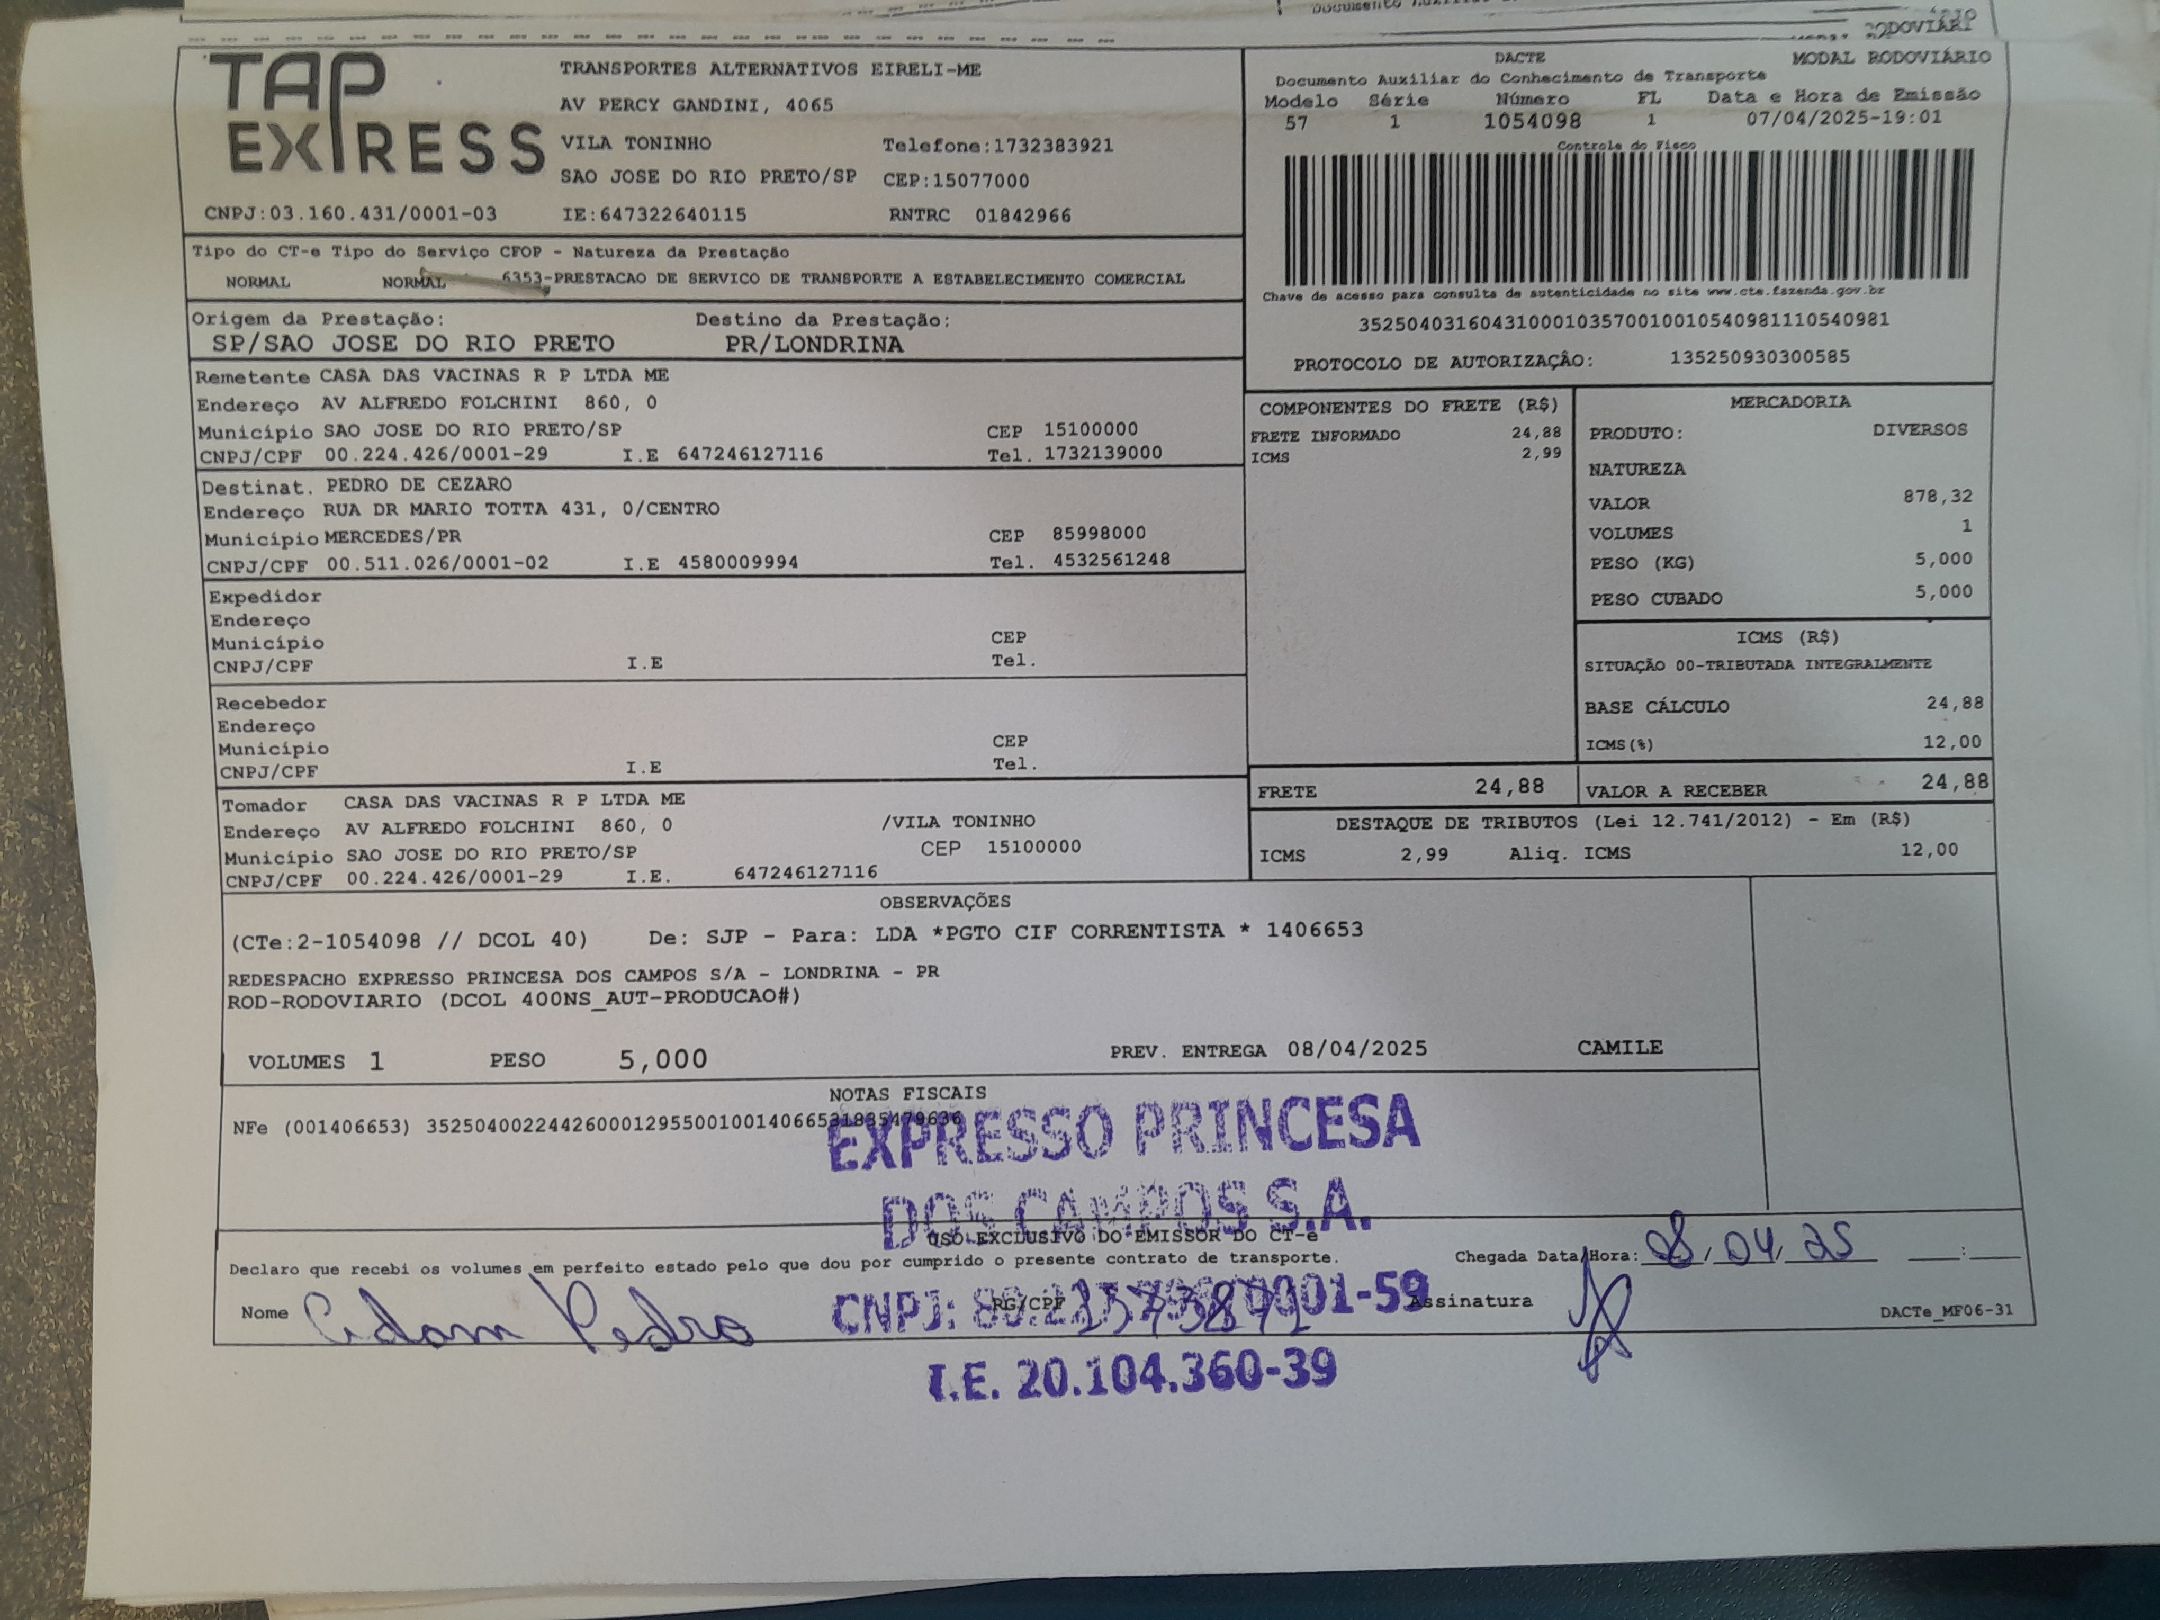 TAP EXPRESS
TRANSPORTES ALTERNATIVOS EIRELI-ME
AV PERCY GANDINI, 4065
VILA TONINHO Telefone:1732383921
SAO JOSE DO RIO PRETO/SP CEP:15077000
CNPJ:03.160.431/0001-03 IE:647322640115 RNTRC 01842966
DACTE MODAL RODOVIÁRIO
Documento Auxiliar do Conhecimento de Transporte
Modelo Série Número FL Data e Hora de Emissão
57 1 1054098 1 07/04/2025-19:01
Controle do Fisco
Chave de acesso para consulta de autenticidade no site www.cte.fazenda.gov.br
35250403160431000103570010010540981110540981
PROTOCOLO DE AUTORIZAÇÃO: 135250930300585
Tipo do CT-e Tipo do Serviço CFOP - Natureza da Prestação
NORMAL NORMAL 6353-PRESTACAO DE SERVICO DE TRANSPORTE A ESTABELECIMENTO COMERCIAL
Origem da Prestação: Destino da Prestação:
SP/SAO JOSE DO RIO PRETO PR/LONDRINA
Remetente CASA DAS VACINAS R P LTDA ME
Endereço AV ALFREDO FOLCHINI 860, 0
Município SAO JOSE DO RIO PRETO/SP CEP 15100000
CNPJ/CPF 00.224.426/0001-29 I.E 647246127116 Tel. 1732139000
Destinat. PEDRO DE CEZARO
Endereço RUA DR MARIO TOTTA 431, 0/CENTRO
Município MERCEDES/PR CEP 85998000
CNPJ/CPF 00.511.026/0001-02 I.E 4580009994 Tel. 4532561248
Expedidor
Endereço
Município CEP
CNPJ/CPF I.E Tel.
Recebedor
Endereço
Município CEP
CNPJ/CPF I.E Tel.
Tomador CASA DAS VACINAS R P LTDA ME
Endereço AV ALFREDO FOLCHINI 860, 0 /VILA TONINHO
Município SAO JOSE DO RIO PRETO/SP CEP 15100000
CNPJ/CPF 00.224.426/0001-29 I.E. 647246127116
COMPONENTES DO FRETE (R$)
FRETE INFORMADO 24,88
ICMS 2,99
MERCADORIA
PRODUTO: DIVERSOS
NATUREZA
VALOR 878,32
VOLUMES 1
PESO (KG) 5,000
PESO CUBADO 5,000
ICMS (R$)
SITUAÇÃO 00-TRIBUTADA INTEGRALMENTE
BASE CÁLCULO 24,88
ICMS(%) 12,00
FRETE 24,88 VALOR A RECEBER 24,88
DESTAQUE DE TRIBUTOS (Lei 12.741/2012) - Em (R$)
ICMS 2,99 Aliq. ICMS 12,00
OBSERVAÇÕES
(CTe:2-1054098 // DCOL 40) De: SJP - Para: LDA *PGTO CIF CORRENTISTA * 1406653
REDESPACHO EXPRESSO PRINCESA DOS CAMPOS S/A - LONDRINA - PR
ROD-RODOVIARIO (DCOL 400NS_AUT-PRODUCAO#)
VOLUMES 1 PESO 5,000 PREV. ENTREGA 08/04/2025 CAMILE
NOTAS FISCAIS
NFe (001406653) 35250400224426000129550010014066531835479636
EXPRESSO PRINCESA
DOS CAMPOS S.A.
USO EXCLUSIVO DO EMISSOR DO CT-e
Declaro que recebi os volumes em perfeito estado pelo que dou por cumprido o presente contrato de transporte. Chegada Data/Hora: 08/04/25 __:__
Nome Adam Pedro RG/CPF Assinatura DACTe_MF06-31
I.E. 20.104.360-39